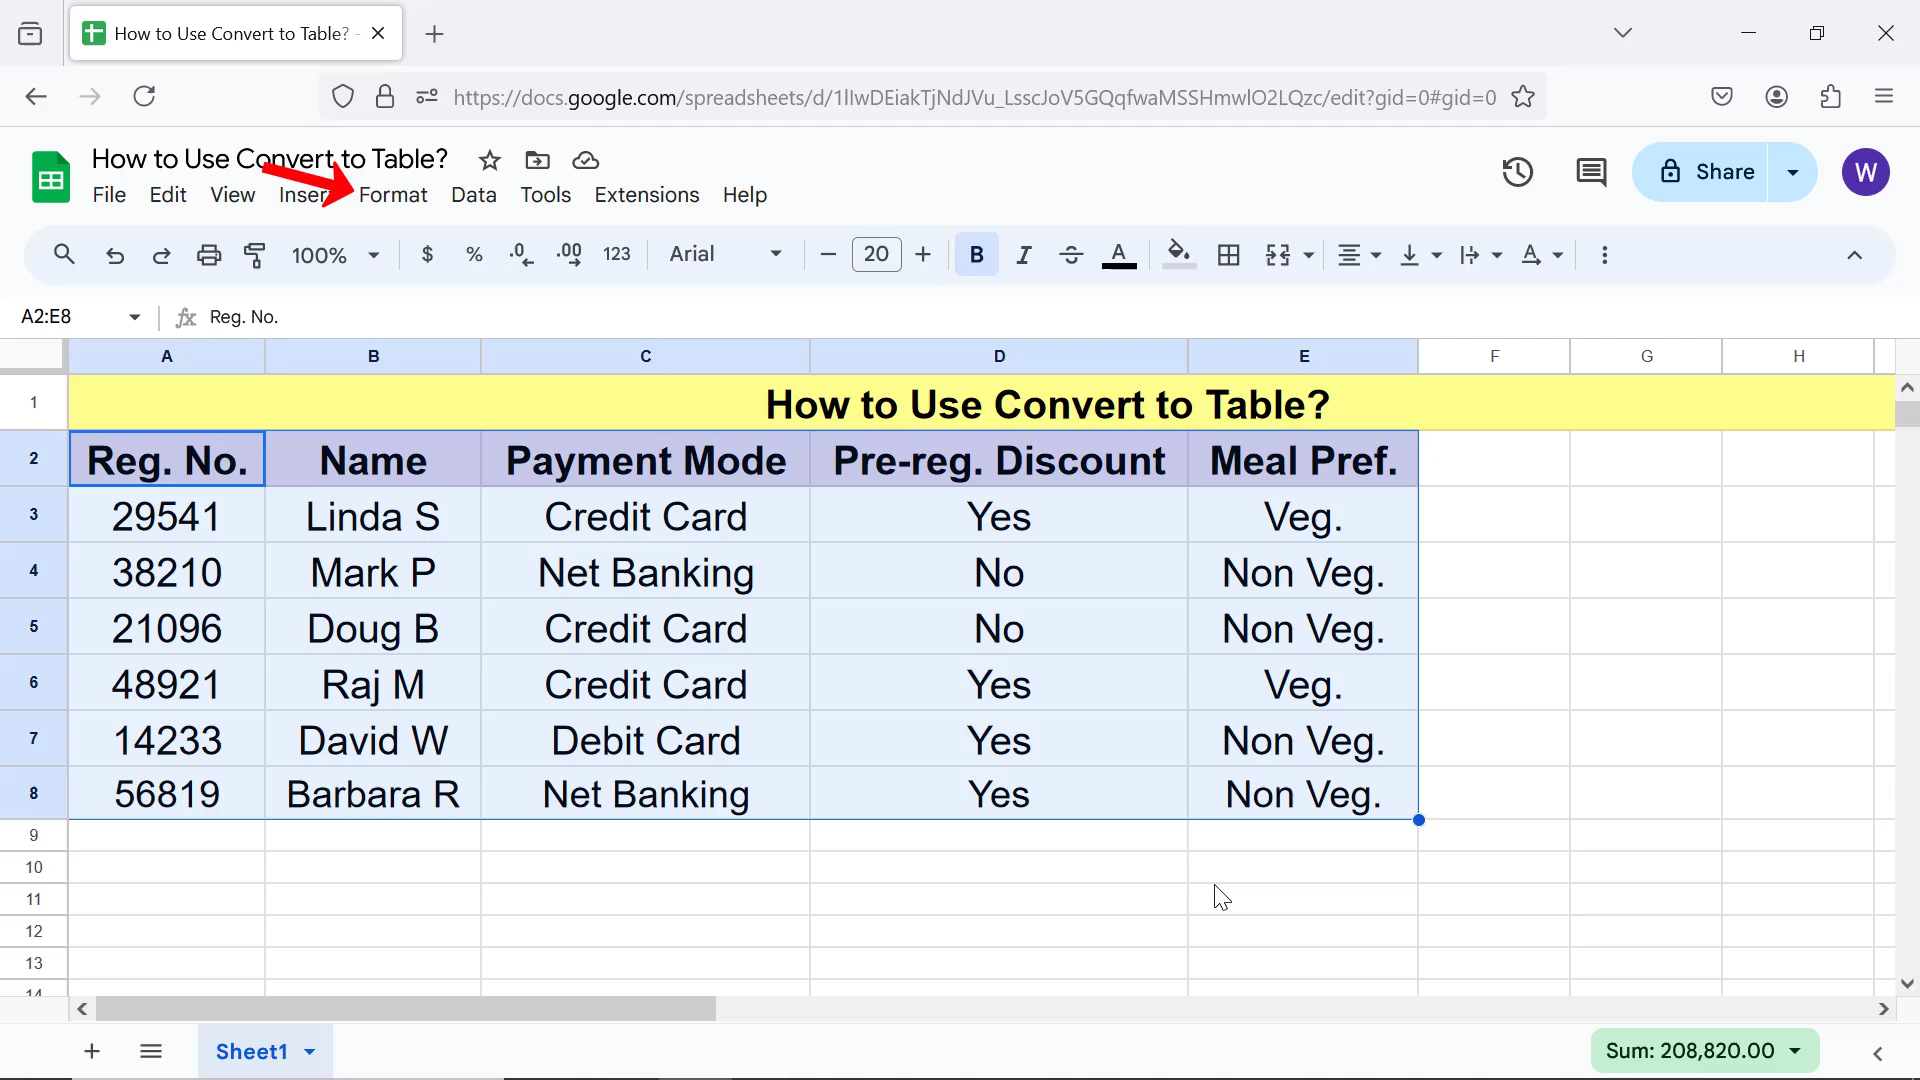 How to Use Convert to Table? -
https://docs.google.com/spreadsheets/d/1llwDEiakTjNdJVu_LsscJoV5GQqfwaMSSHmwlO2LQzc/edit?gid=0#gid=0
How to Use Convert to Table?
File Edit View Insert Format Data Tools Extensions Help
Share
W
100% $ % .0 .00 123 Arial 20 B I A A
A2:E8 fx Reg. No.
A B C D E F G H
1 How to Use Convert to Table?
2 Reg. No. Name Payment Mode Pre-reg. Discount Meal Pref.
3 29541 Linda S Credit Card Yes Veg.
4 38210 Mark P Net Banking No Non Veg.
5 21096 Doug B Credit Card No Non Veg.
6 48921 Raj M Credit Card Yes Veg.
7 14233 David W Debit Card Yes Non Veg.
8 56819 Barbara R Net Banking Yes Non Veg.
9
10
11
12
13
14
Sheet1
Sum: 208,820.00